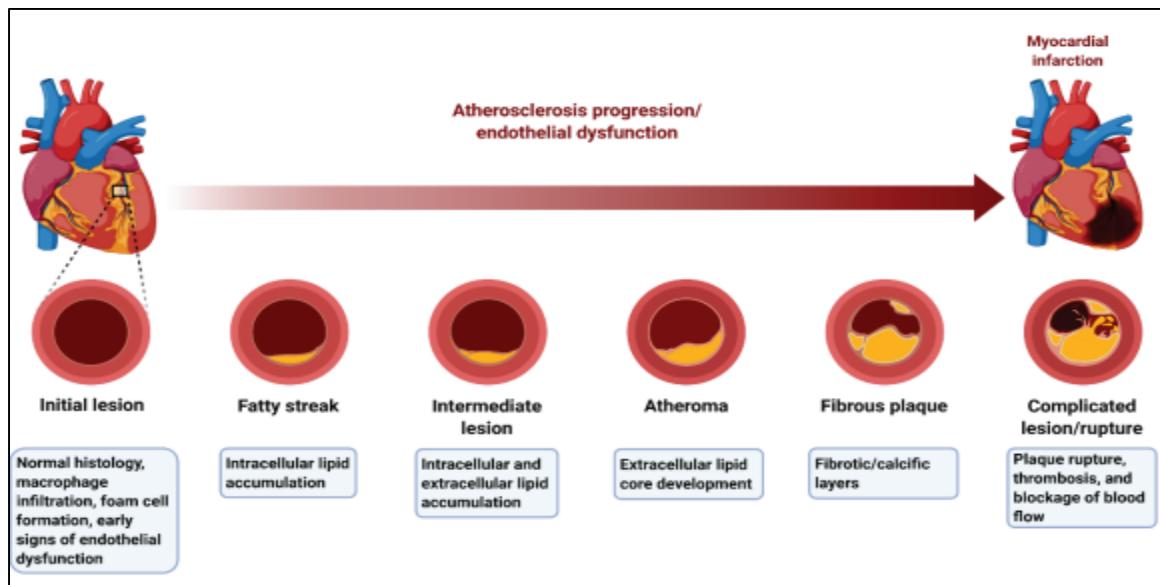 Myocardial
infarction
Atherosclerosis progression/
endothelial dysfunction
Initial lesion
Fatty streak
Intermediate
lesion
Atheroma
Fibrous plaque
Complicated
lesion/rupture
Normal histology,
macrophage
infiltration, foam cell
formation, early
signs of endothelial
dysfunction
Intracellular lipid
accumulation
Intracellular and
extracellular lipid
accumulation
Extracellular lipid
core development
Fibrotic/calcific
layers
Plaque rupture,
thrombosis, and
blockage of blood
flow